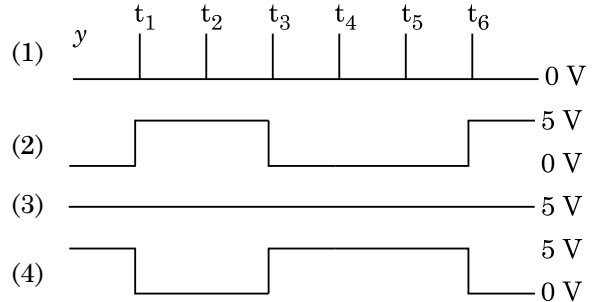 t₁ t₂ t₃ t₄ t₅ t₆
y
(1)
0 V
5 V
(2)
0 V
(3)
5 V
5 V
(4)
0 V